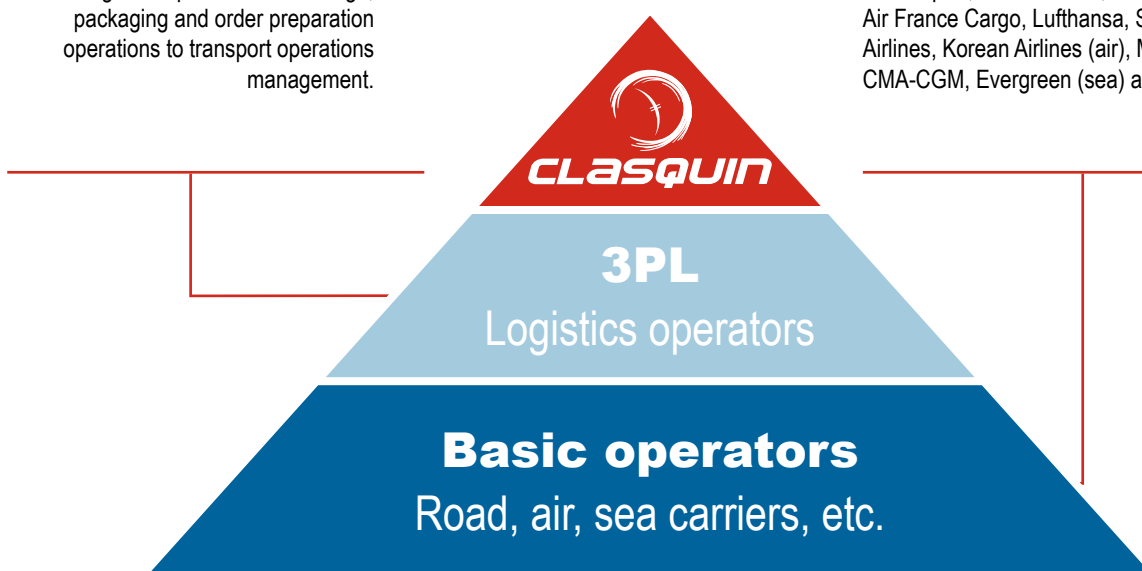 packaging and order preparation
operations to transport operations
management.
Air France Cargo, Lufthansa,
Airlines, Korean Airlines (air),
CMA-CGM, Evergreen (sea)
CLASQUIN
3PL
Logistics operators
Basic operators
Road, air, sea carriers, etc.